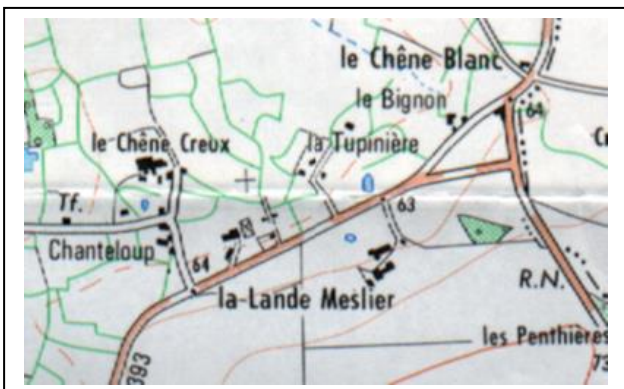 le Chêne Blanc
le Bignon
64
le Chêne Creux
la Tupinière
Tf.
63
Chanteloup
64
la Lande Meslier
R.N.
les Penthières
393
73